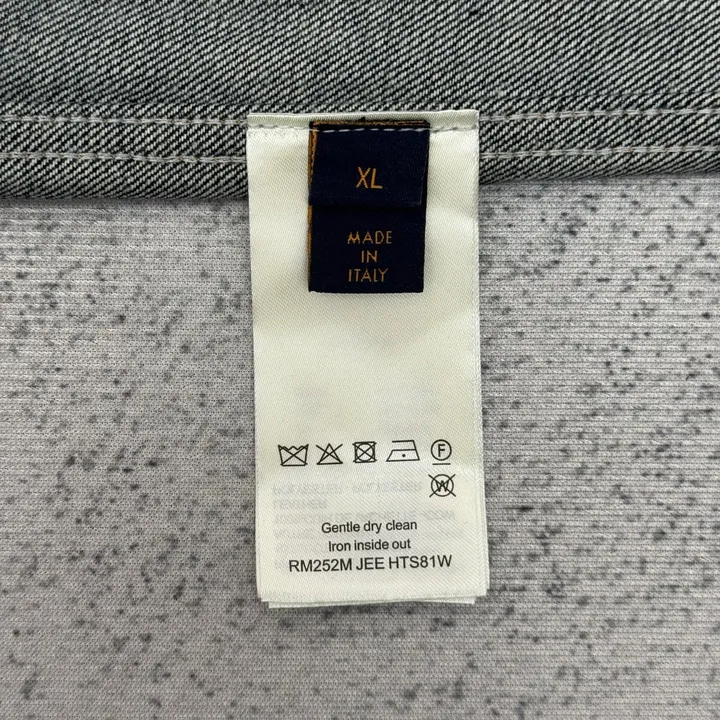 XL
MADE
IN
ITALY
F
W
Gentle dry clean
Iron inside out
RM252M JEE HTS81W